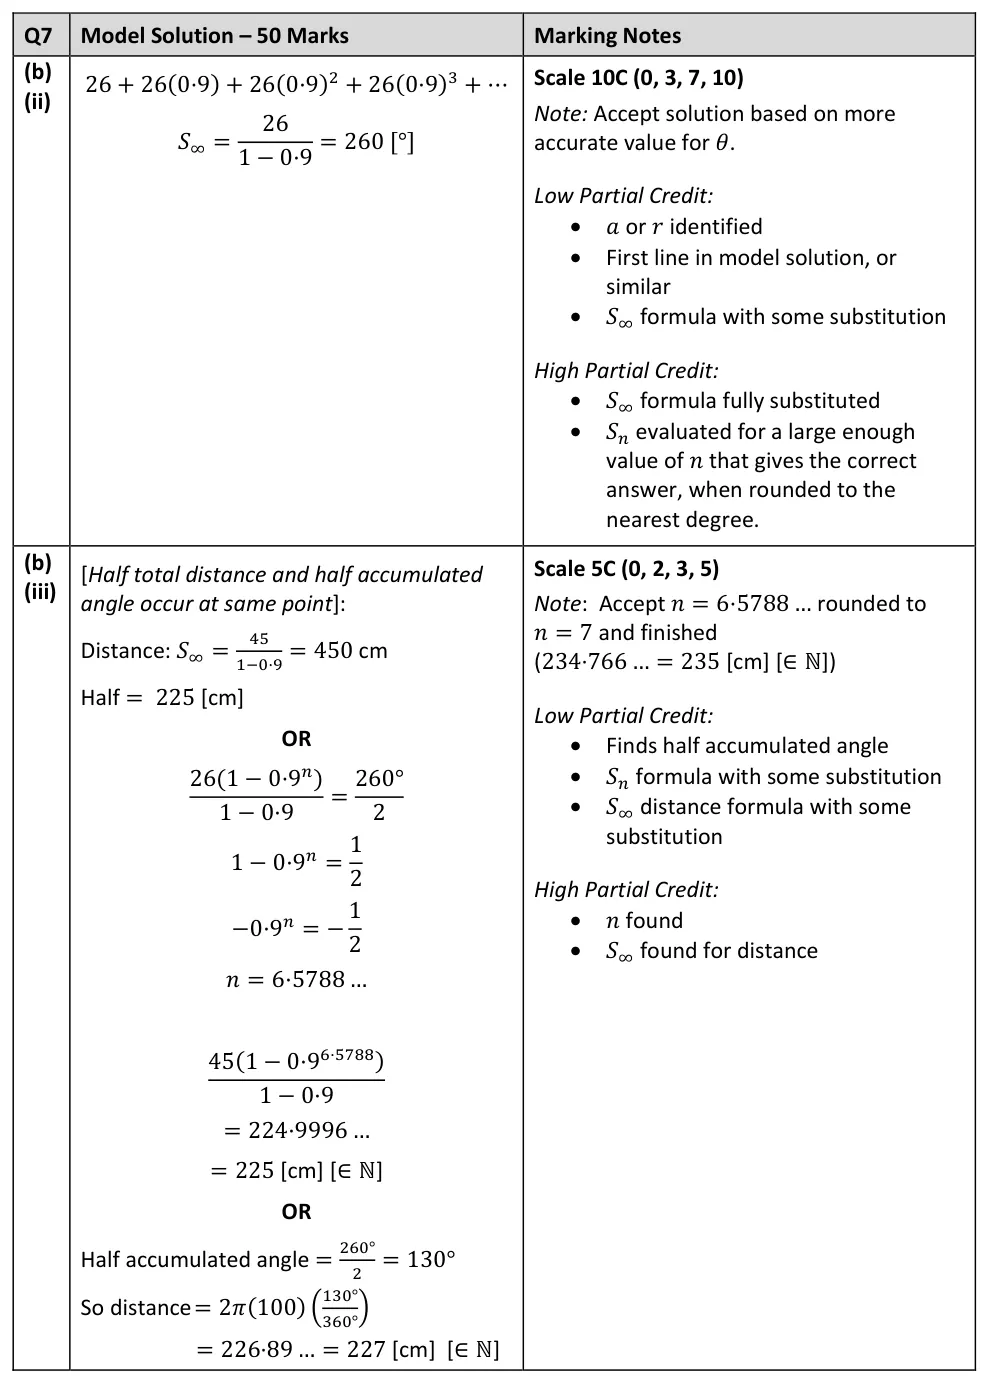 Q7 Model Solution – 50 Marks Marking Notes
(b)
(ii)
26 + 26(0·9) + 26(0·9)² + 26(0·9)³ + ⋯
S∞ = 26/(1 − 0·9) = 260 [°]
Scale 10C (0, 3, 7, 10)
Note: Accept solution based on more
accurate value for θ.
Low Partial Credit:
• a or r identified
• First line in model solution, or
similar
• S∞ formula with some substitution
High Partial Credit:
• S∞ formula fully substituted
• Sₙ evaluated for a large enough
value of n that gives the correct
answer, when rounded to the
nearest degree.
(b)
(iii)
[Half total distance and half accumulated
angle occur at same point]:
Distance: S∞ = 45/(1−0·9) = 450 cm
Half = 225 [cm]
OR
26(1 − 0·9ⁿ)/(1 − 0·9) = 260°/2
1 − 0·9ⁿ = 1/2
−0·9ⁿ = −1/2
n = 6·5788 …
45(1 − 0·9^6·5788)/(1 − 0·9)
= 224·9996 …
= 225 [cm] [∈ ℕ]
OR
Half accumulated angle = 260°/2 = 130°
So distance = 2π(100) (130°/360°)
= 226·89 … = 227 [cm] [∈ ℕ]
Scale 5C (0, 2, 3, 5)
Note: Accept n = 6·5788 … rounded to
n = 7 and finished
(234·766 … = 235 [cm] [∈ ℕ])
Low Partial Credit:
• Finds half accumulated angle
• Sₙ formula with some substitution
• S∞ distance formula with some
substitution
High Partial Credit:
• n found
• S∞ found for distance